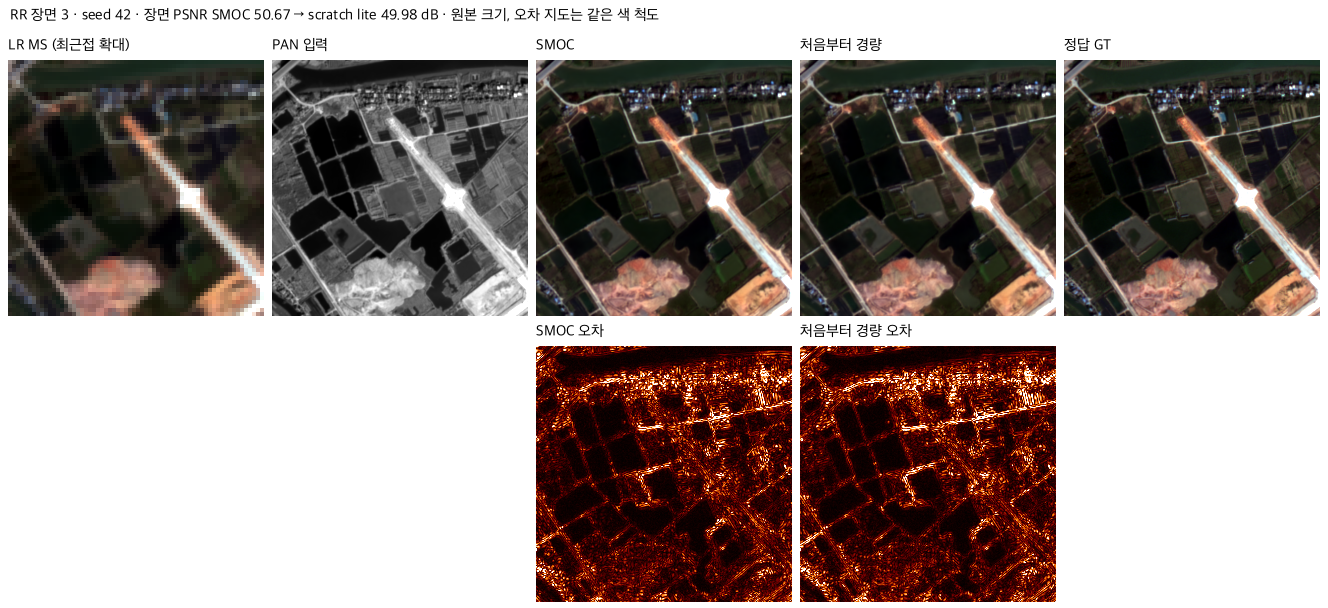 RR 장면 3 · seed 42 · 장면 PSNR SMOC 50.67 → scratch lite 49.98 dB · 원본 크기, 오차 지도는 같은 색 척도
LR MS (최근접 확대)
PAN 입력
SMOC
처음부터 경량
정답 GT
SMOC 오차
처음부터 경량 오차